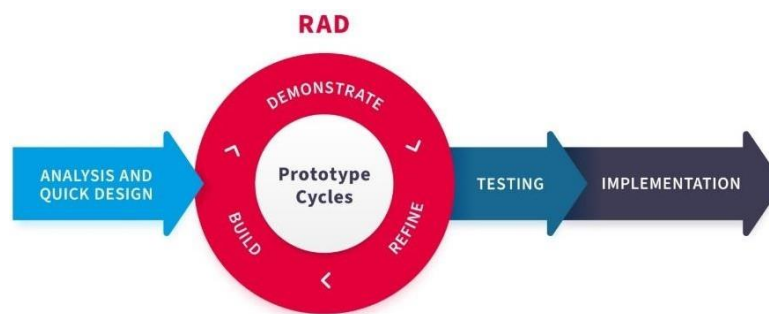 RAD
ANALYSIS AND
QUICK DESIGN
DEMONSTRATE
Prototype
Cycles
BUILD
REFINE
TESTING
IMPLEMENTATION